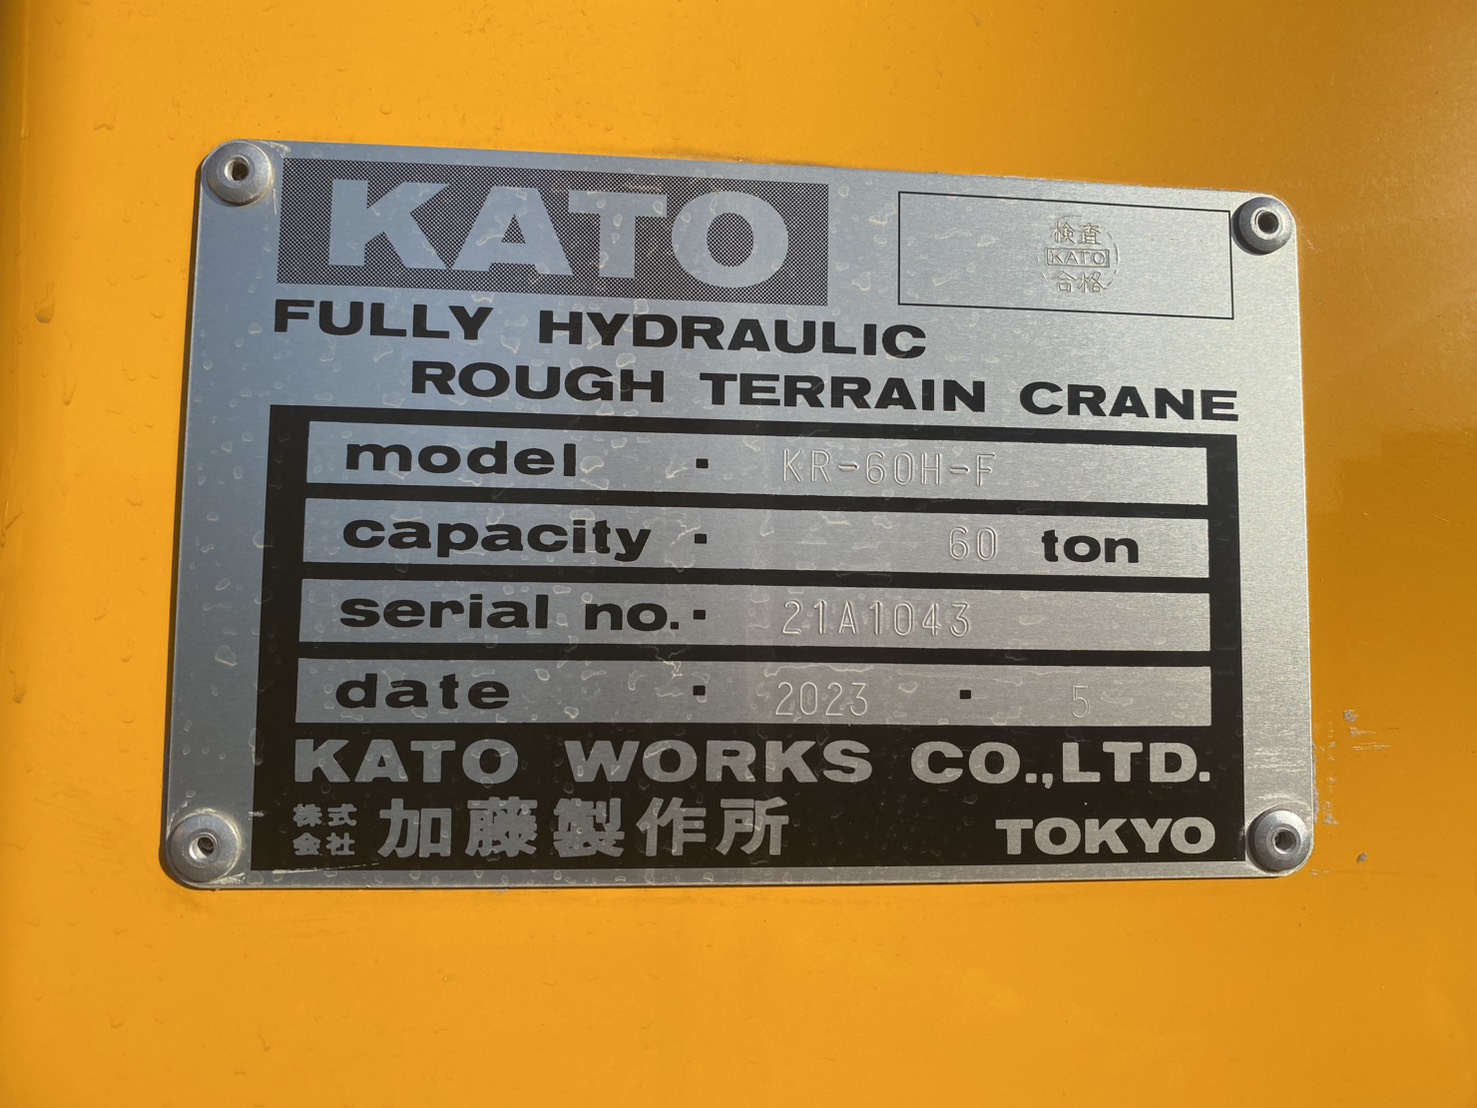 KATO
検査
KATO
合格
FULLY HYDRAULIC
ROUGH TERRAIN CRANE
model · KR-60H-F
capacity · 60 ton
serial no. · 21A1043
date · 2023 · 5
KATO WORKS CO.,LTD.
株式会社 加藤製作所 TOKYO